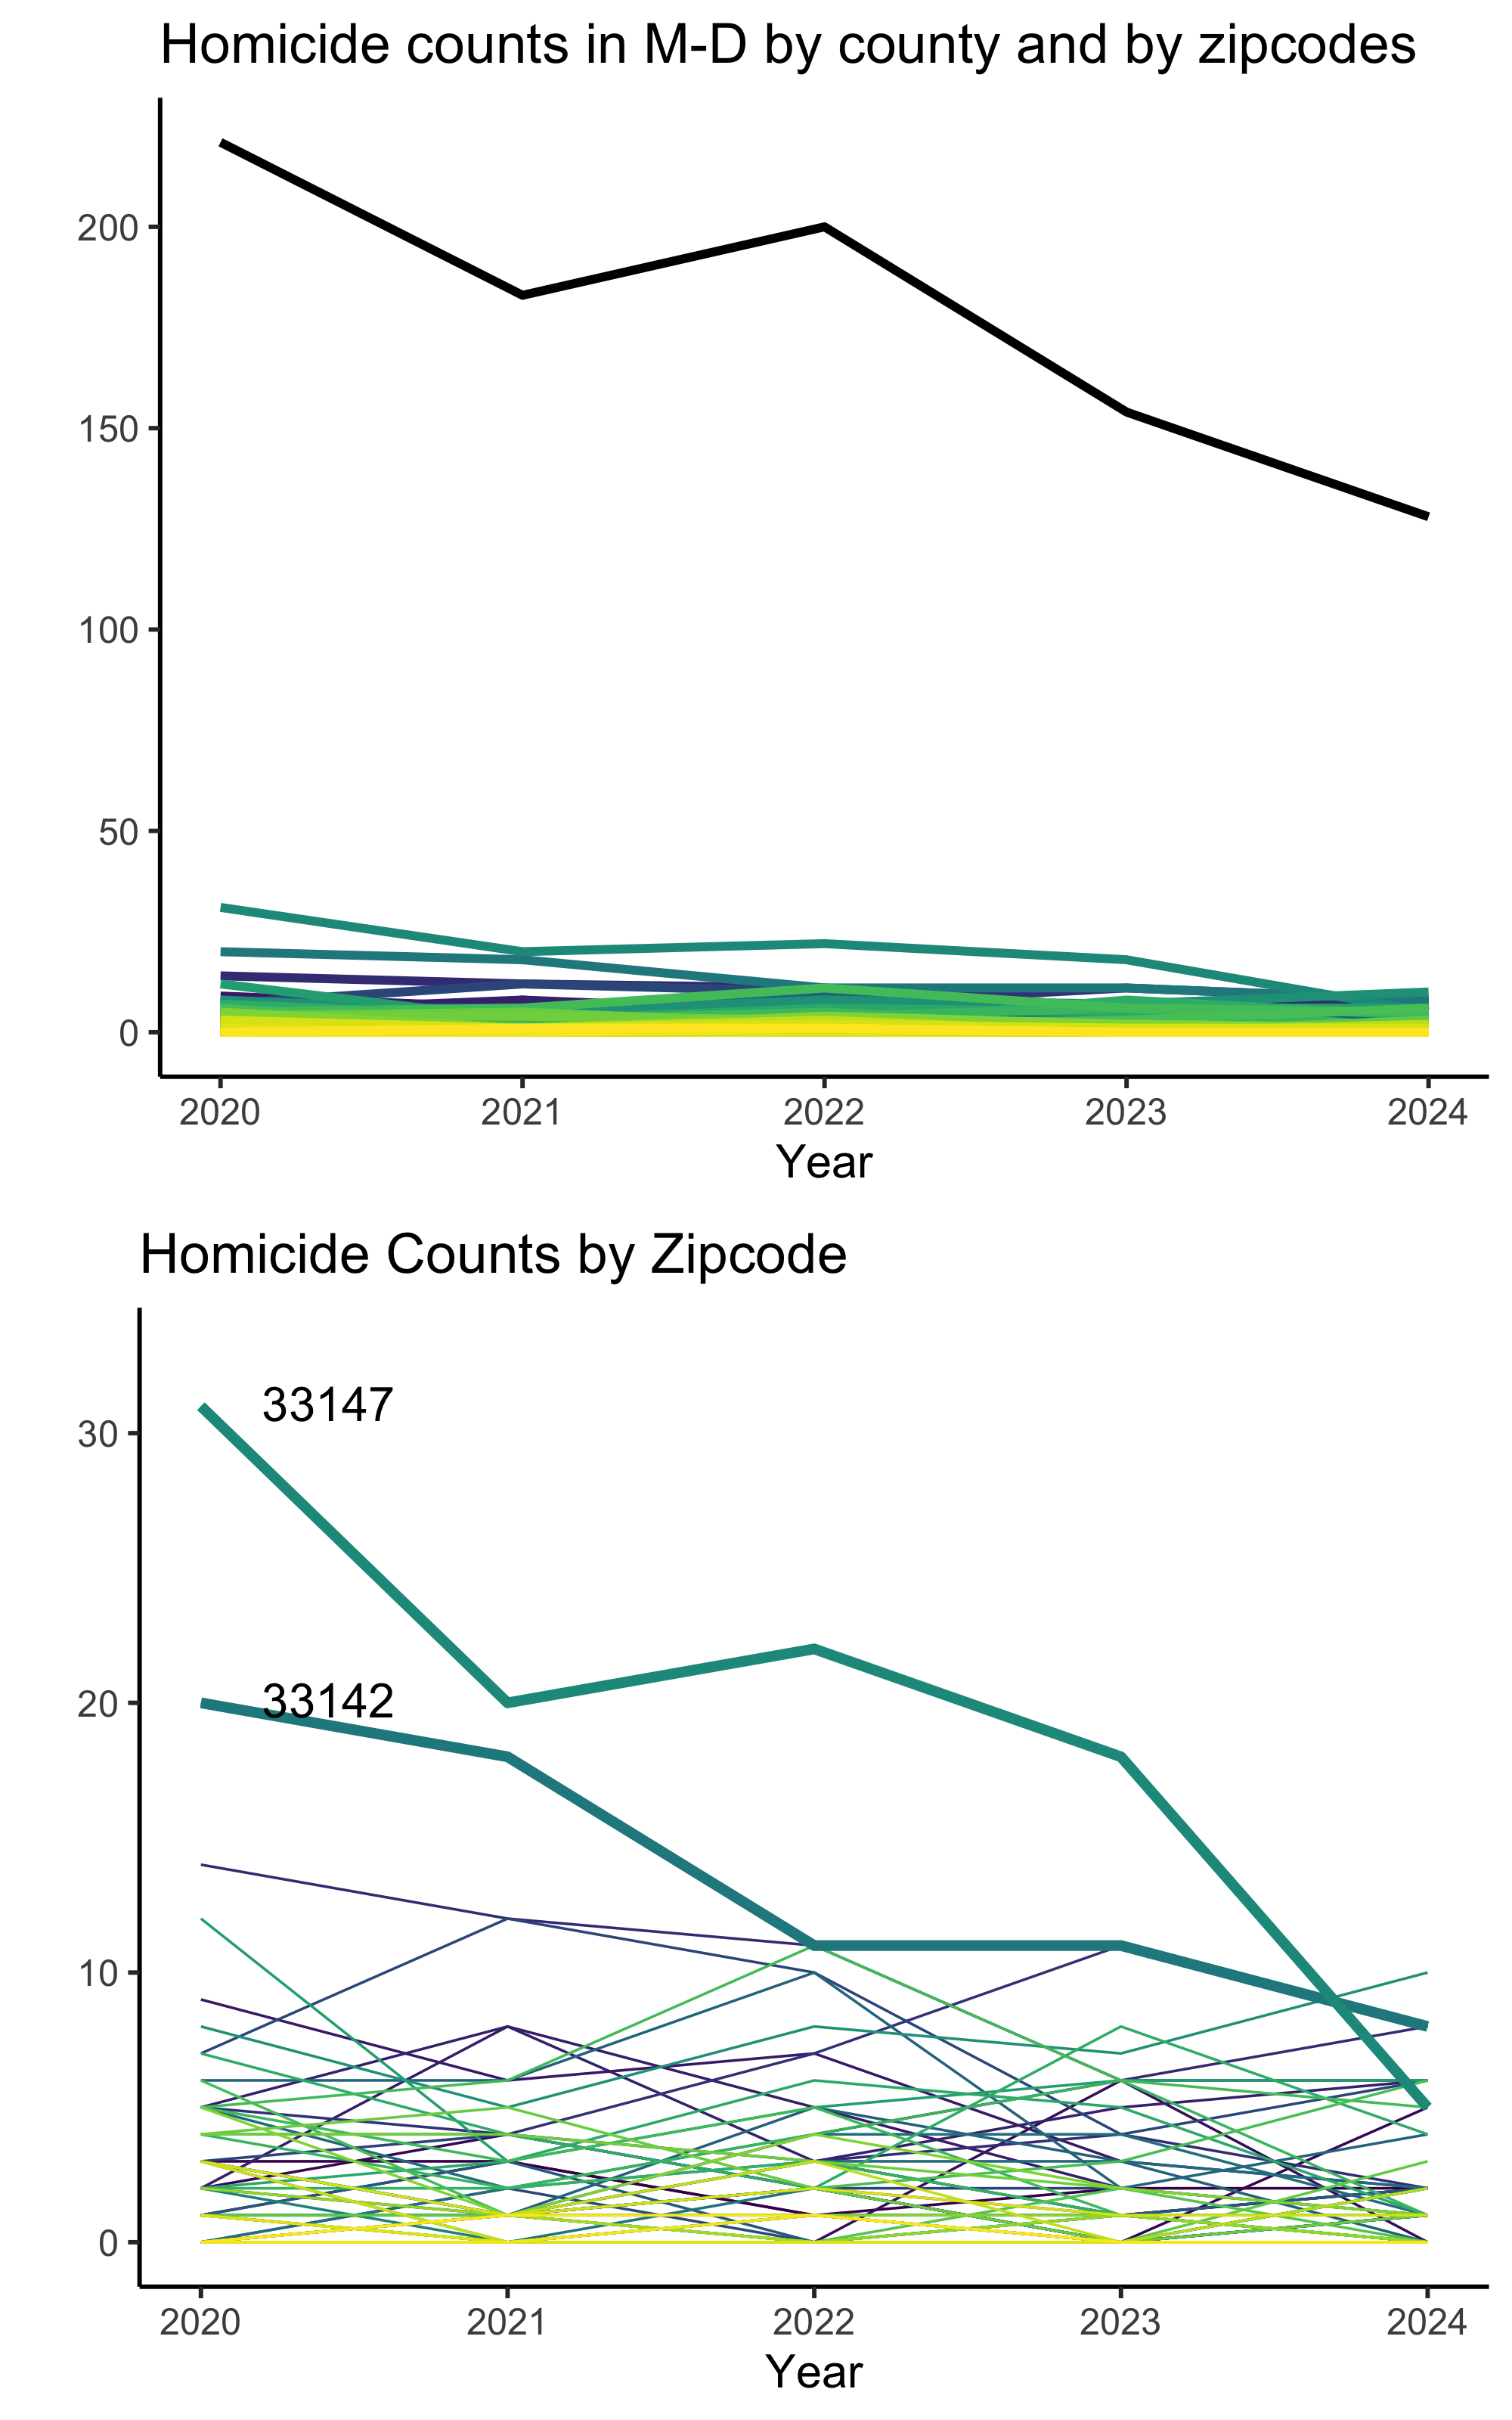 Homicide counts in M-D by county and by zipcodes
200
150
100
50
0
2020 2021 2022 2023 2024
Year
Homicide Counts by Zipcode
33147
30
33142
20
10
0
2020 2021 2022 2023 2024
Year